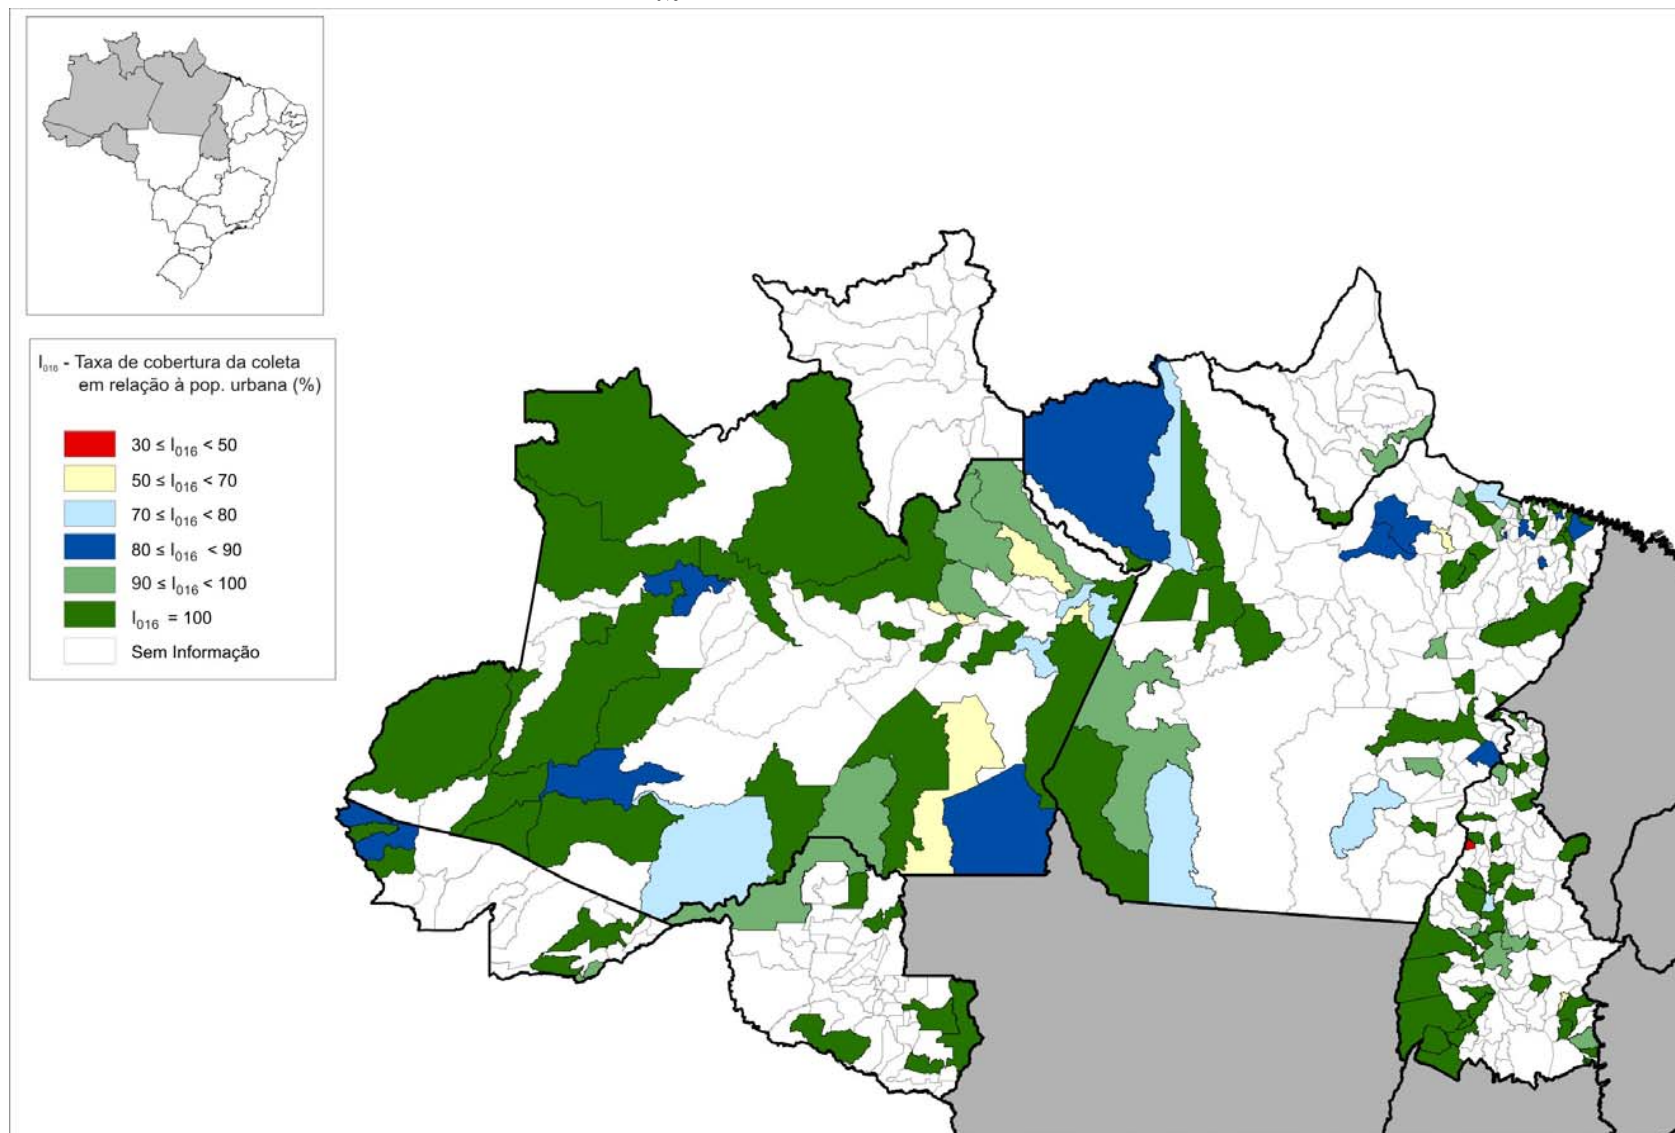 I016 - Taxa de cobertura da coleta
em relação à pop. urbana (%)
30 ≤ I016 < 50
50 ≤ I016 < 70
70 ≤ I016 < 80
80 ≤ I016 < 90
90 ≤ I016 < 100
I016 = 100
Sem Informação